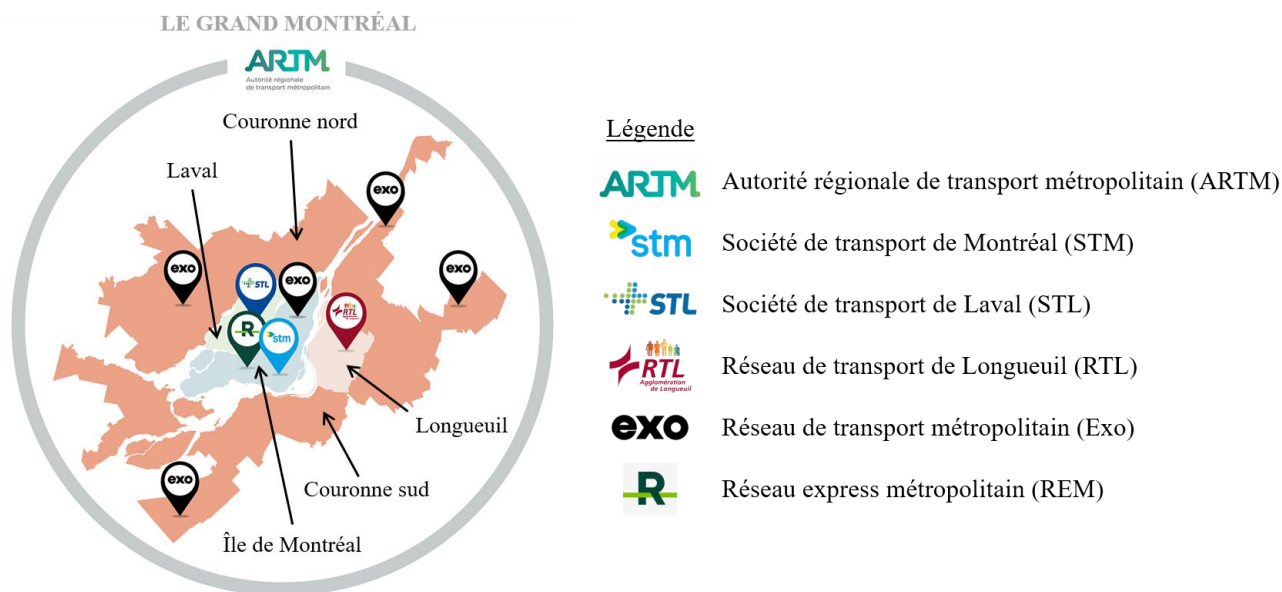 LE GRAND MONTRÉAL
ARTM
Autorité régionale
de transport métropolitain
Couronne nord
Laval
exo
exo
exo
exo
STL
RTL
R
stm
Longueuil
exo
Couronne sud
Île de Montréal
Légende
ARTM Autorité régionale de transport métropolitain (ARTM)
stm Société de transport de Montréal (STM)
STL Société de transport de Laval (STL)
RTL Réseau de transport de Longueuil (RTL)
Agglomération
de Longueuil
exo Réseau de transport métropolitain (Exo)
R Réseau express métropolitain (REM)